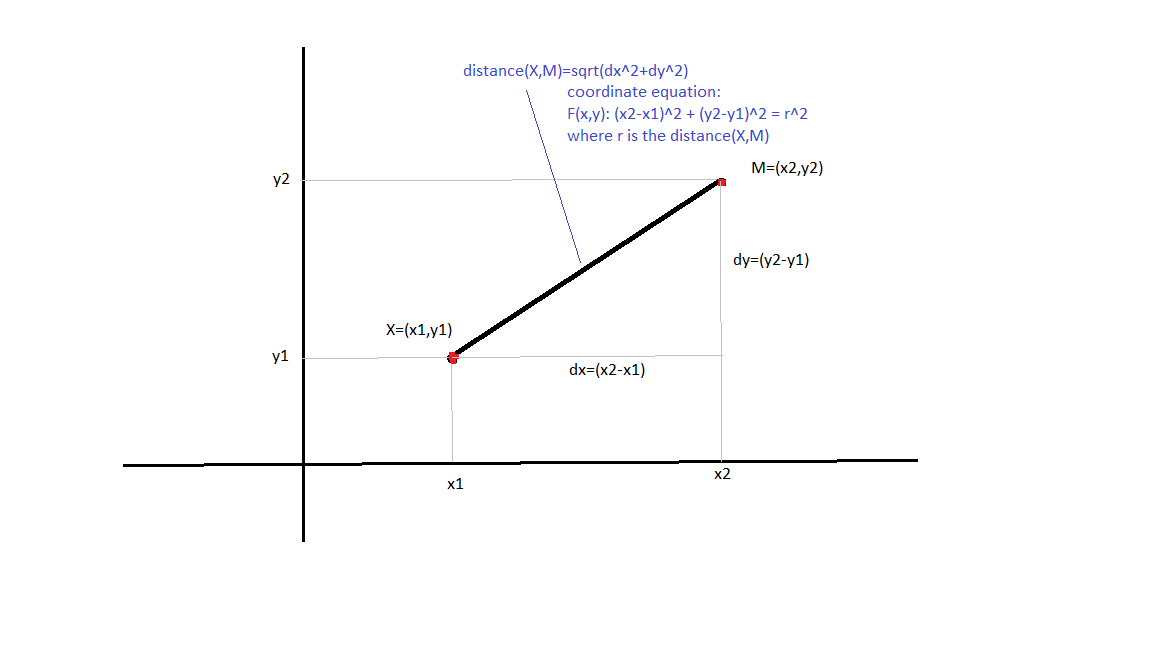 distance(X,M)=sqrt(dx^2+dy^2)
coordinate equation:
F(x,y): (x2-x1)^2 + (y2-y1)^2 = r^2
where r is the distance(X,M)
M=(x2,y2)
y2
dy=(y2-y1)
X=(x1,y1)
y1
dx=(x2-x1)
x1
x2